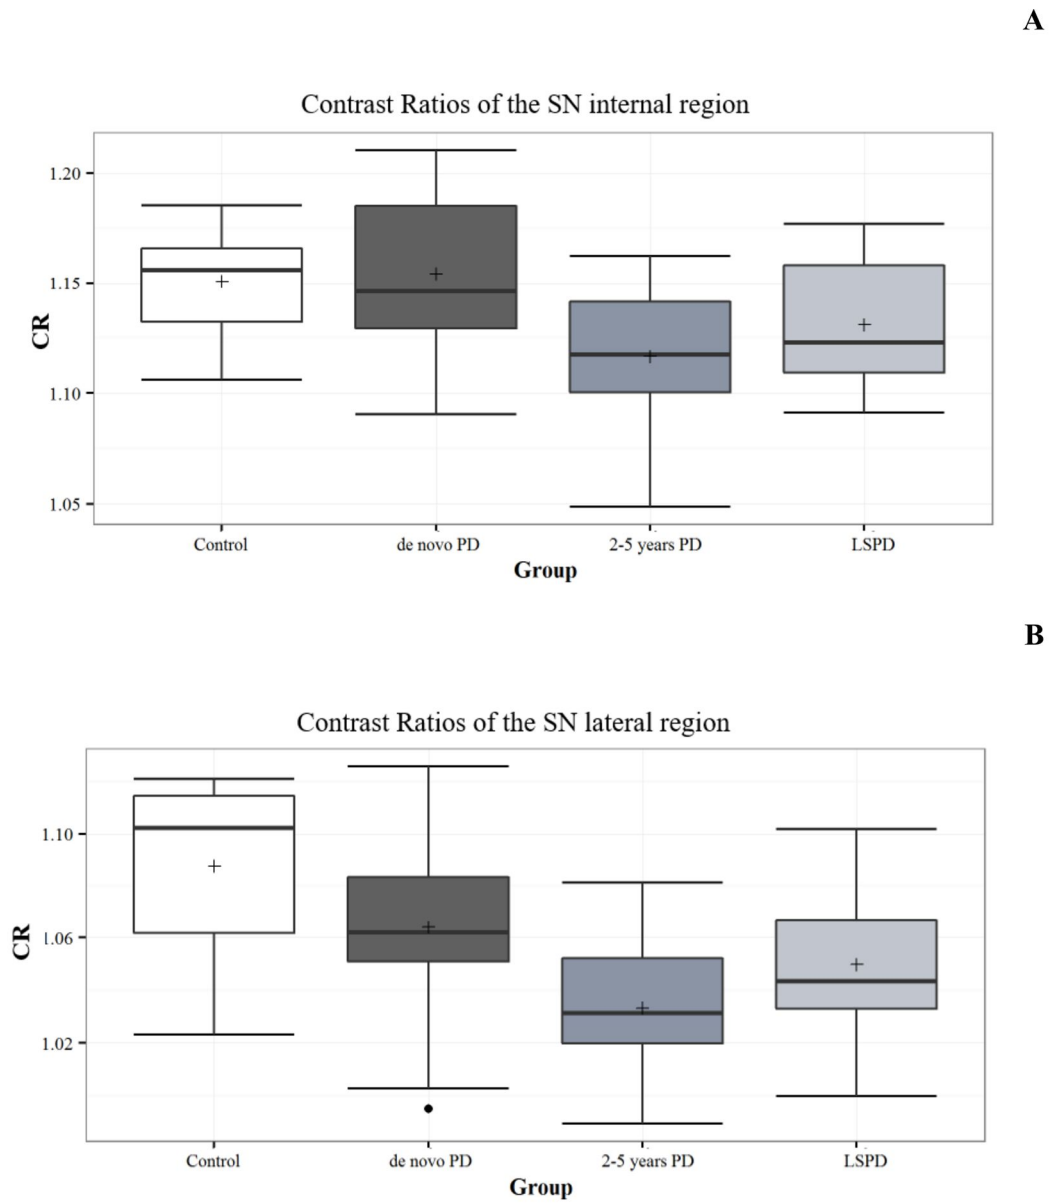 A
Contrast Ratios of the SN internal region
1.20
1.15
1.10
1.05
CR
Control de novo PD 2-5 years PD LSPD
Group
B
Contrast Ratios of the SN lateral region
1.10
1.06
1.02
CR
Control de novo PD 2-5 years PD LSPD
Group